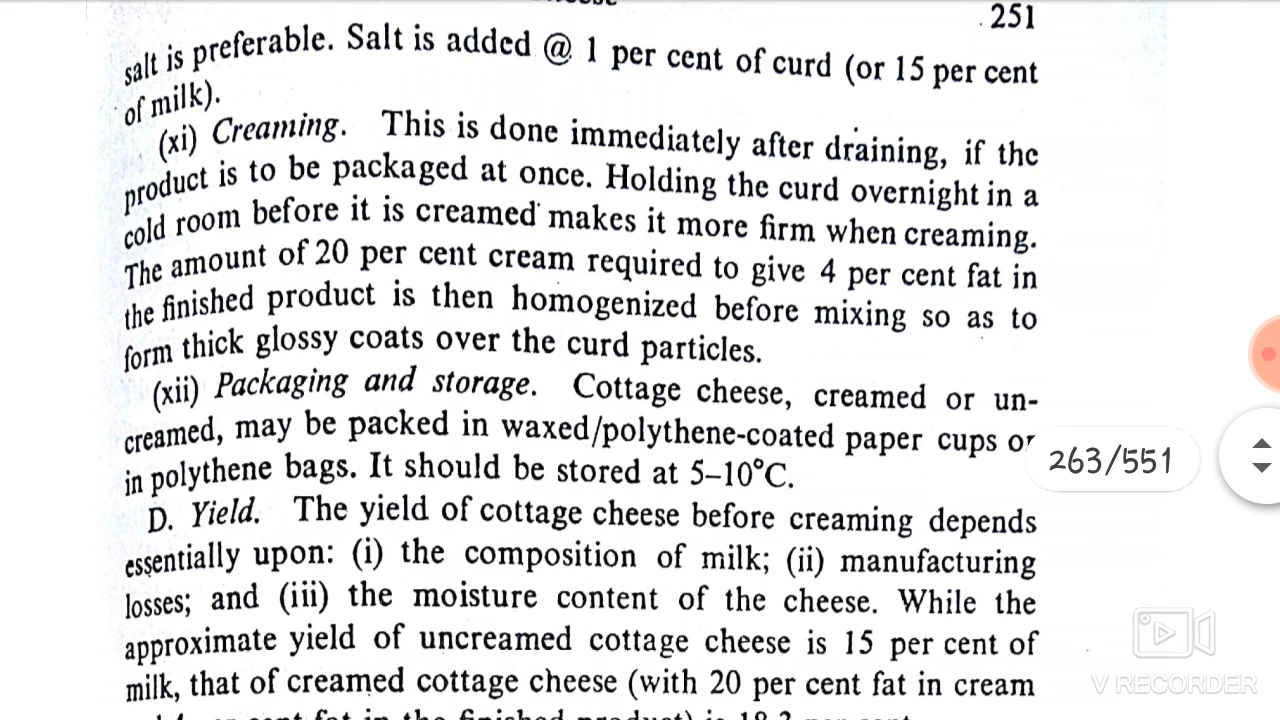 251
salt is preferable. Salt is added @ 1 per cent of curd (or 15 per cent
of milk).
(xi) Creaming. This is done immediately after draining, if the
product is to be packaged at once. Holding the curd overnight in a
cold room before it is creamed makes it more firm when creaming.
The amount of 20 per cent cream required to give 4 per cent fat in
the finished product is then homogenized before mixing so as to
form thick glossy coats over the curd particles.
(xii) Packaging and storage. Cottage cheese, creamed or un-
creamed, may be packed in waxed/polythene-coated paper cups or
in polythene bags. It should be stored at 5–10°C.
263/551
D. Yield. The yield of cottage cheese before creaming depends
essentially upon: (i) the composition of milk; (ii) manufacturing
losses; and (iii) the moisture content of the cheese. While the
approximate yield of uncreamed cottage cheese is 15 per cent of
milk, that of creamed cottage cheese (with 20 per cent fat in cream
per cent fat in the finished product) is
V RECORDER